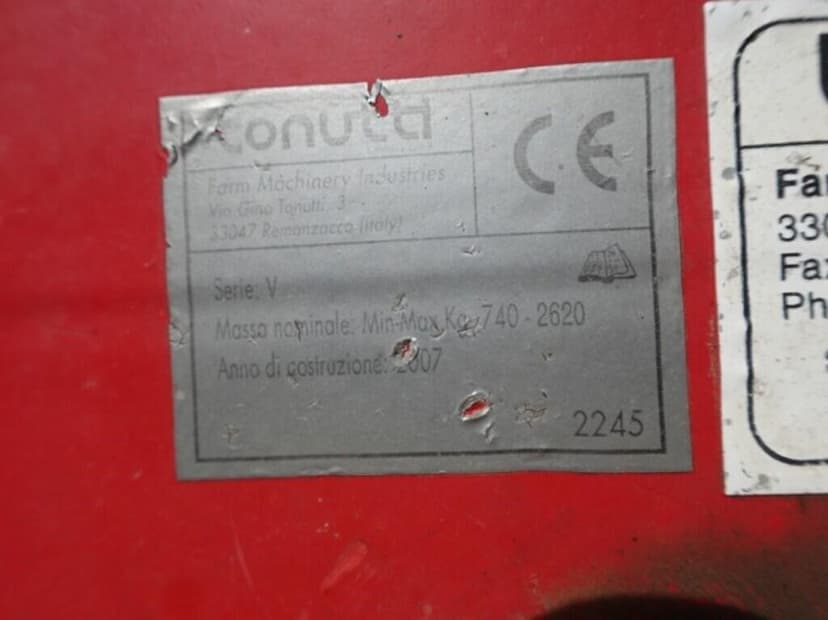 tonutti
CE
Farm Machinery Industries
Via Gino Tonutti, 3
33047 Remanzacco (Italy)
Serie: V
Massa nominale: Min-Max Kg. 740 - 2620
Anno di costruzione: 2007
2245
Far
330
Fax
Ph